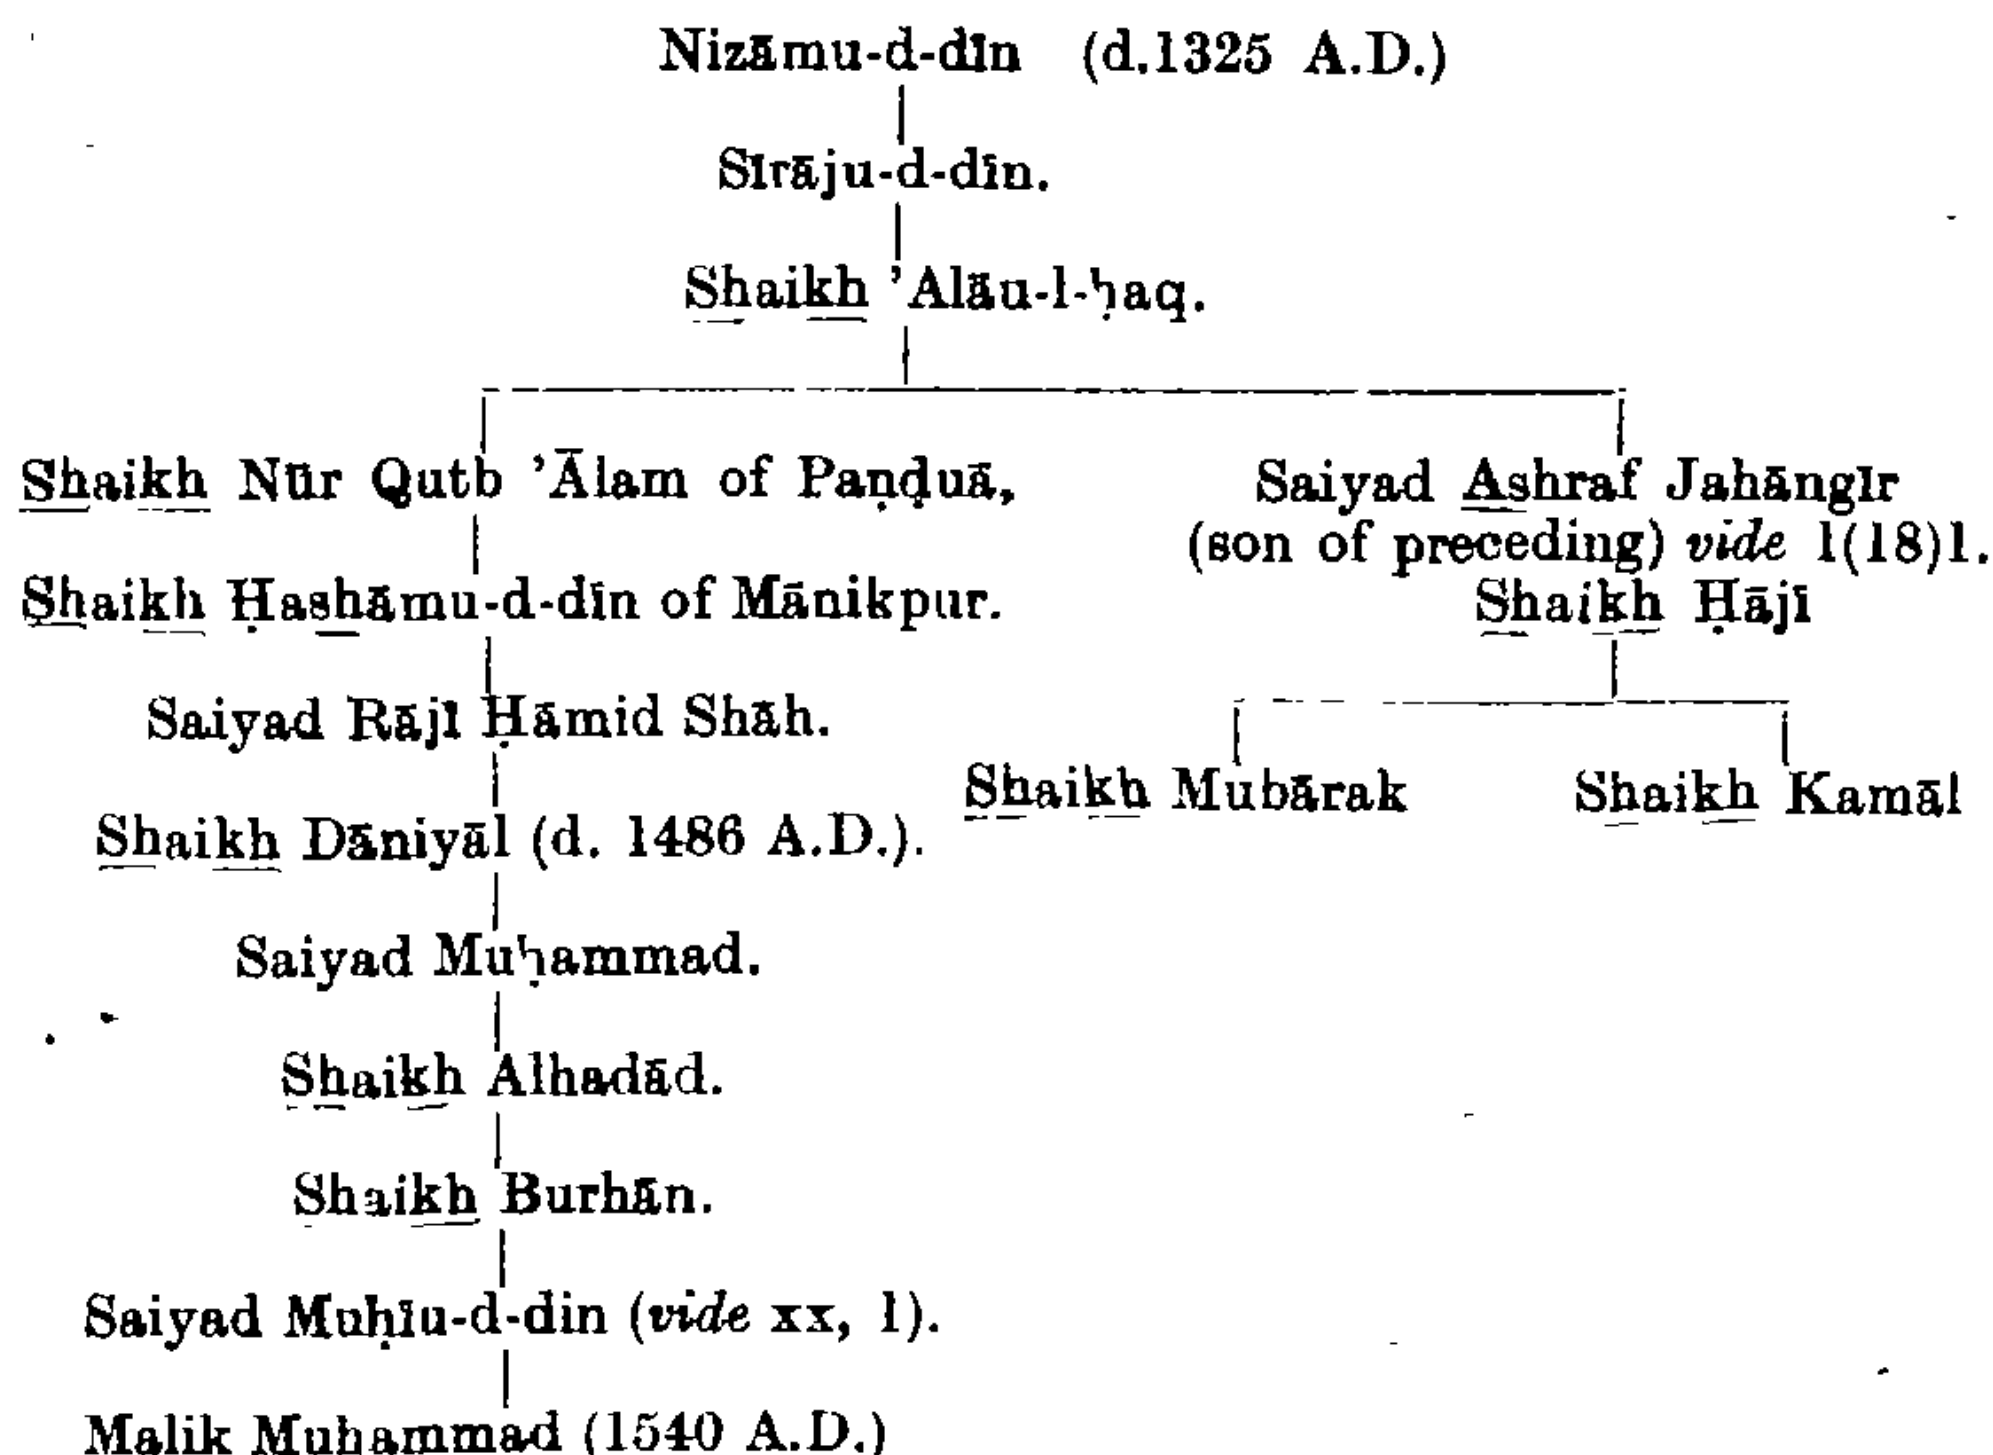 Nizāmu-d-dīn (d.1325 A.D.)
Sīrāju-d-dīn.
Shaikh ’Alāu-l-ḥaq.
Shaikh Nūr Qutb ’Ālam of Paṇḍuā,
Saiyad Ashraf Jahāngīr
(son of preceding) vide 1(18)1.
Shaikh Ḥashāmu-d-dīn of Mānikpur.
Shaikh Ḥājī
Saiyad Rājī Ḥāmid Shāh.
Shaikh Mubārak
Shaikh Kamāl
Shaikh Dāniyāl (d. 1486 A.D.).
Saiyad Muḥammad.
Shaikh Alhadād.
Shaikh Burhān.
Saiyad Muḥīu-d-din (vide xx, 1).
Malik Muhammad (1540 A.D.)